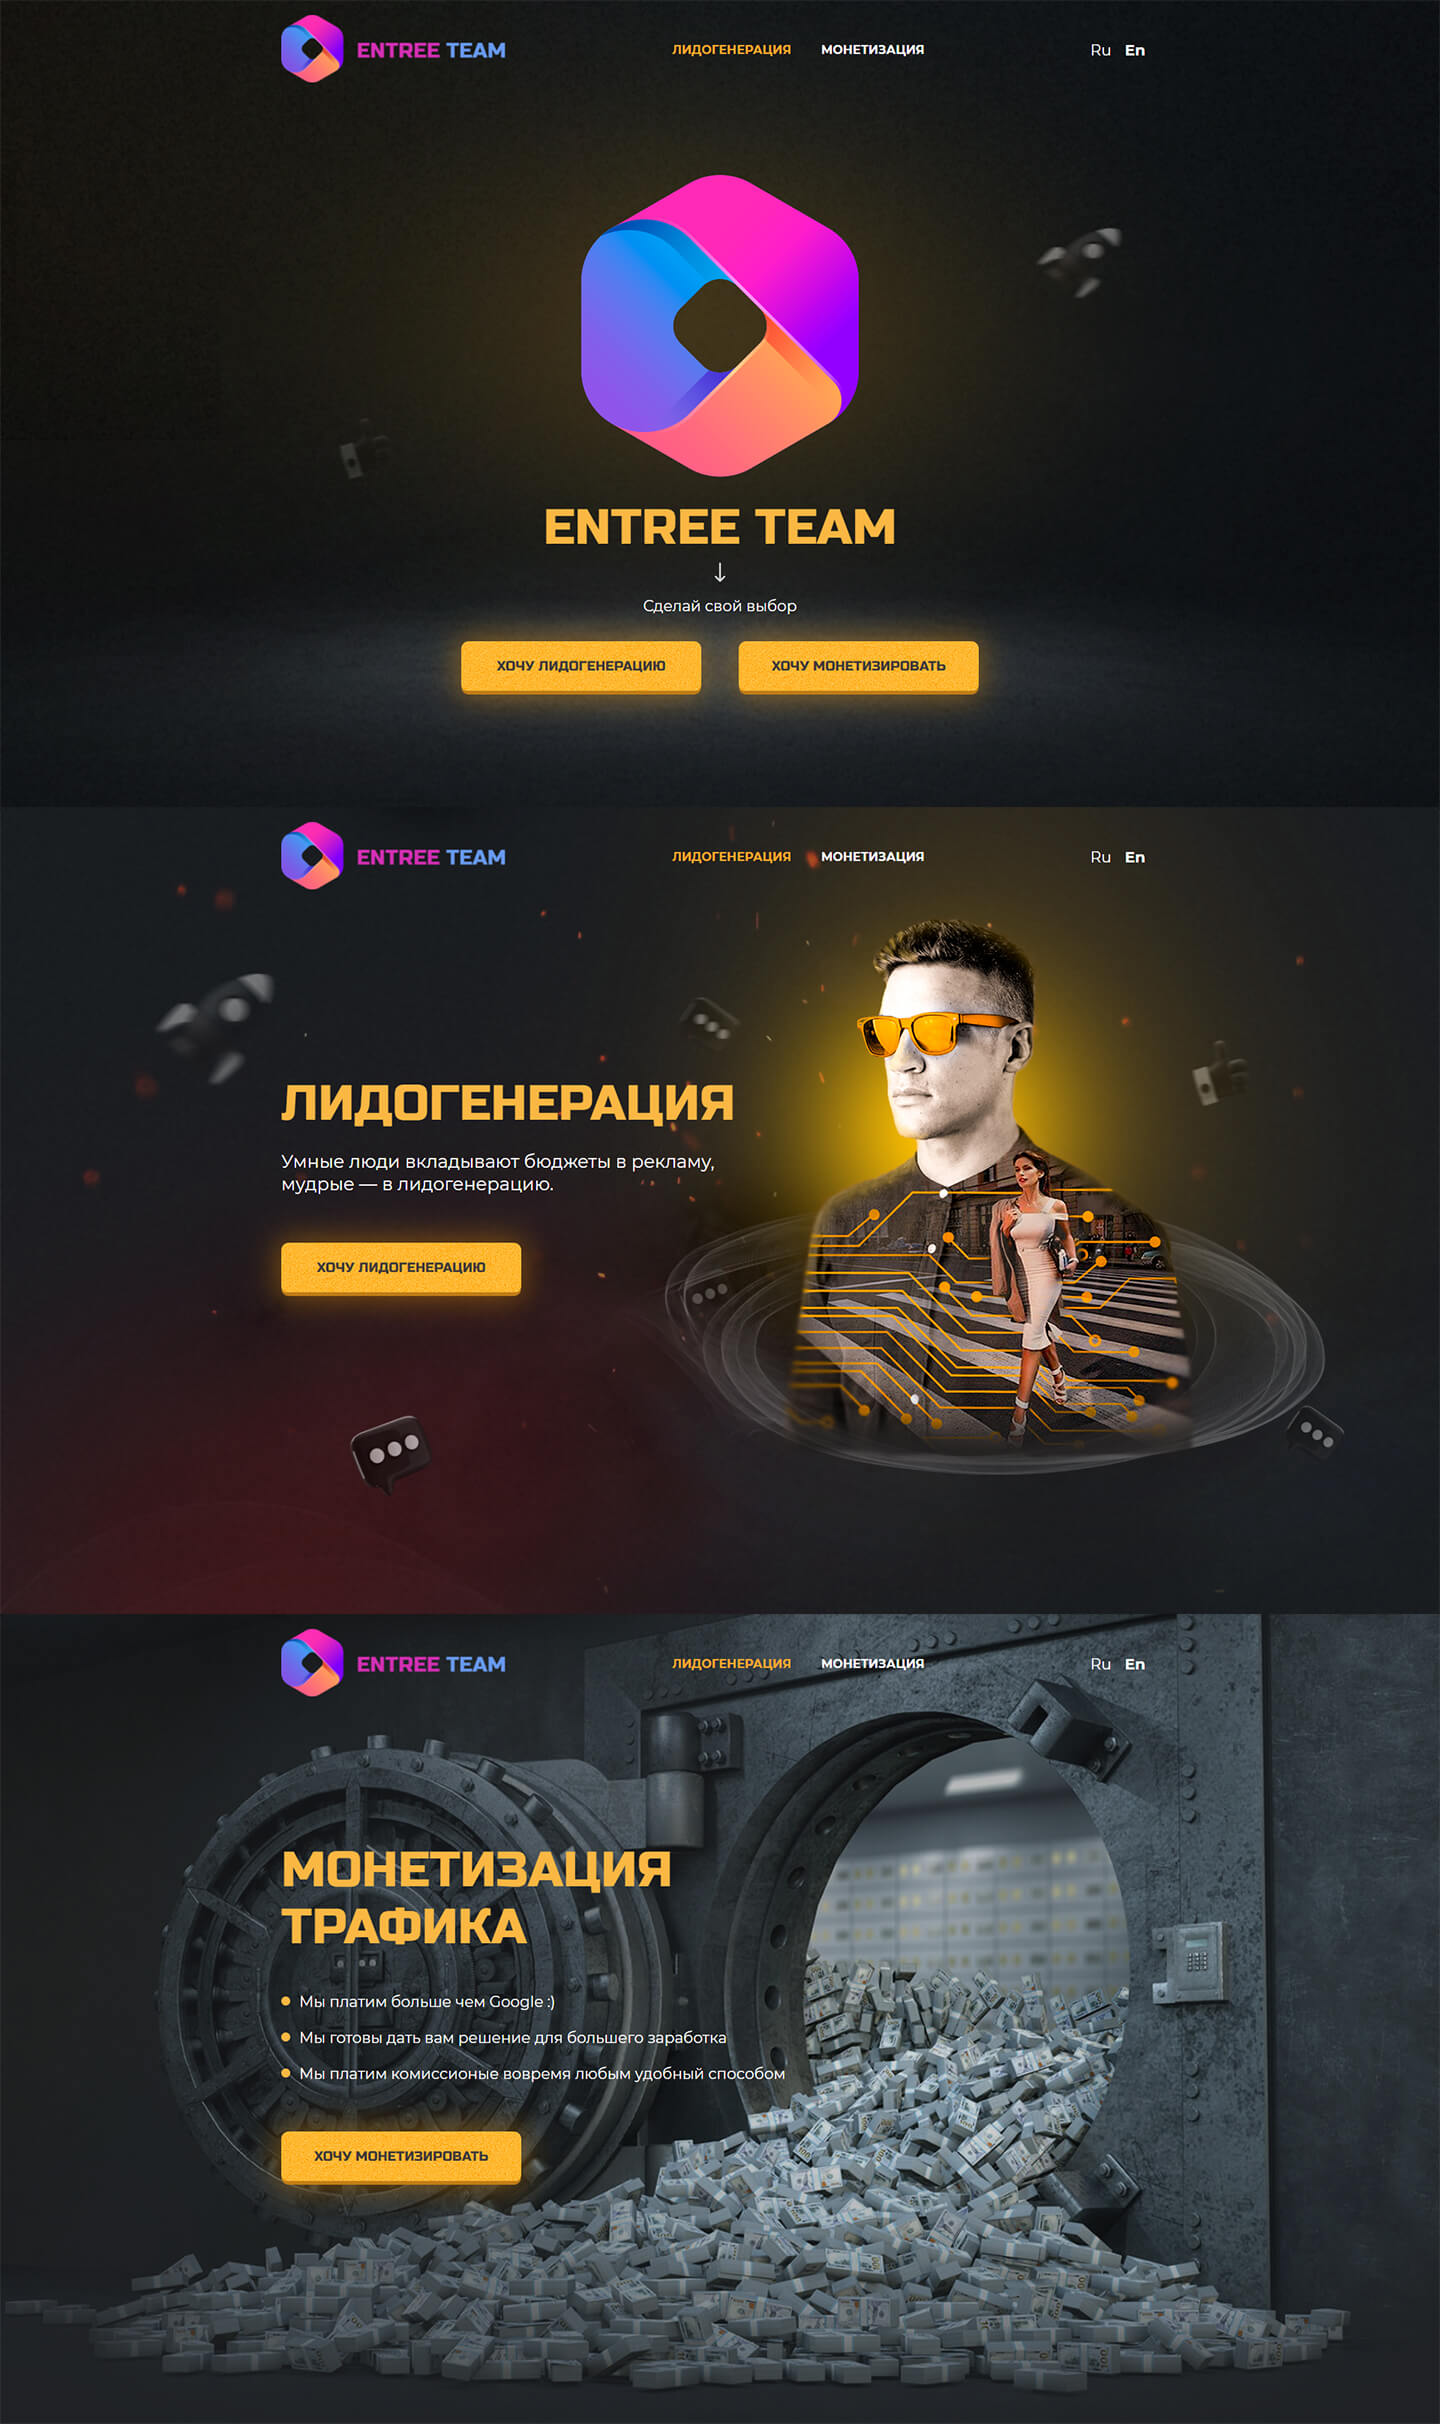 ENTREE TEAM
ЛИДОГЕНЕРАЦИЯ МОНЕТИЗАЦИЯ
Ru En
ENTREE TEAM
↓
Сделай свой выбор
ХОЧУ ЛИДОГЕНЕРАЦИЮ
ХОЧУ МОНЕТИЗИРОВАТЬ
ENTREE TEAM
ЛИДОГЕНЕРАЦИЯ МОНЕТИЗАЦИЯ
Ru En
ЛИДОГЕНЕРАЦИЯ
Умные люди вкладывают бюджеты в рекламу,
мудрые — в лидогенерацию.
ХОЧУ ЛИДОГЕНЕРАЦИЮ
ENTREE TEAM
ЛИДОГЕНЕРАЦИЯ МОНЕТИЗАЦИЯ
Ru En
МОНЕТИЗАЦИЯ
ТРАФИКА
Мы платим больше чем Google :)
Мы готовы дать вам решение для большего заработка
Мы платим комиссионые вовремя любым удобный способом
ХОЧУ МОНЕТИЗИРОВАТЬ